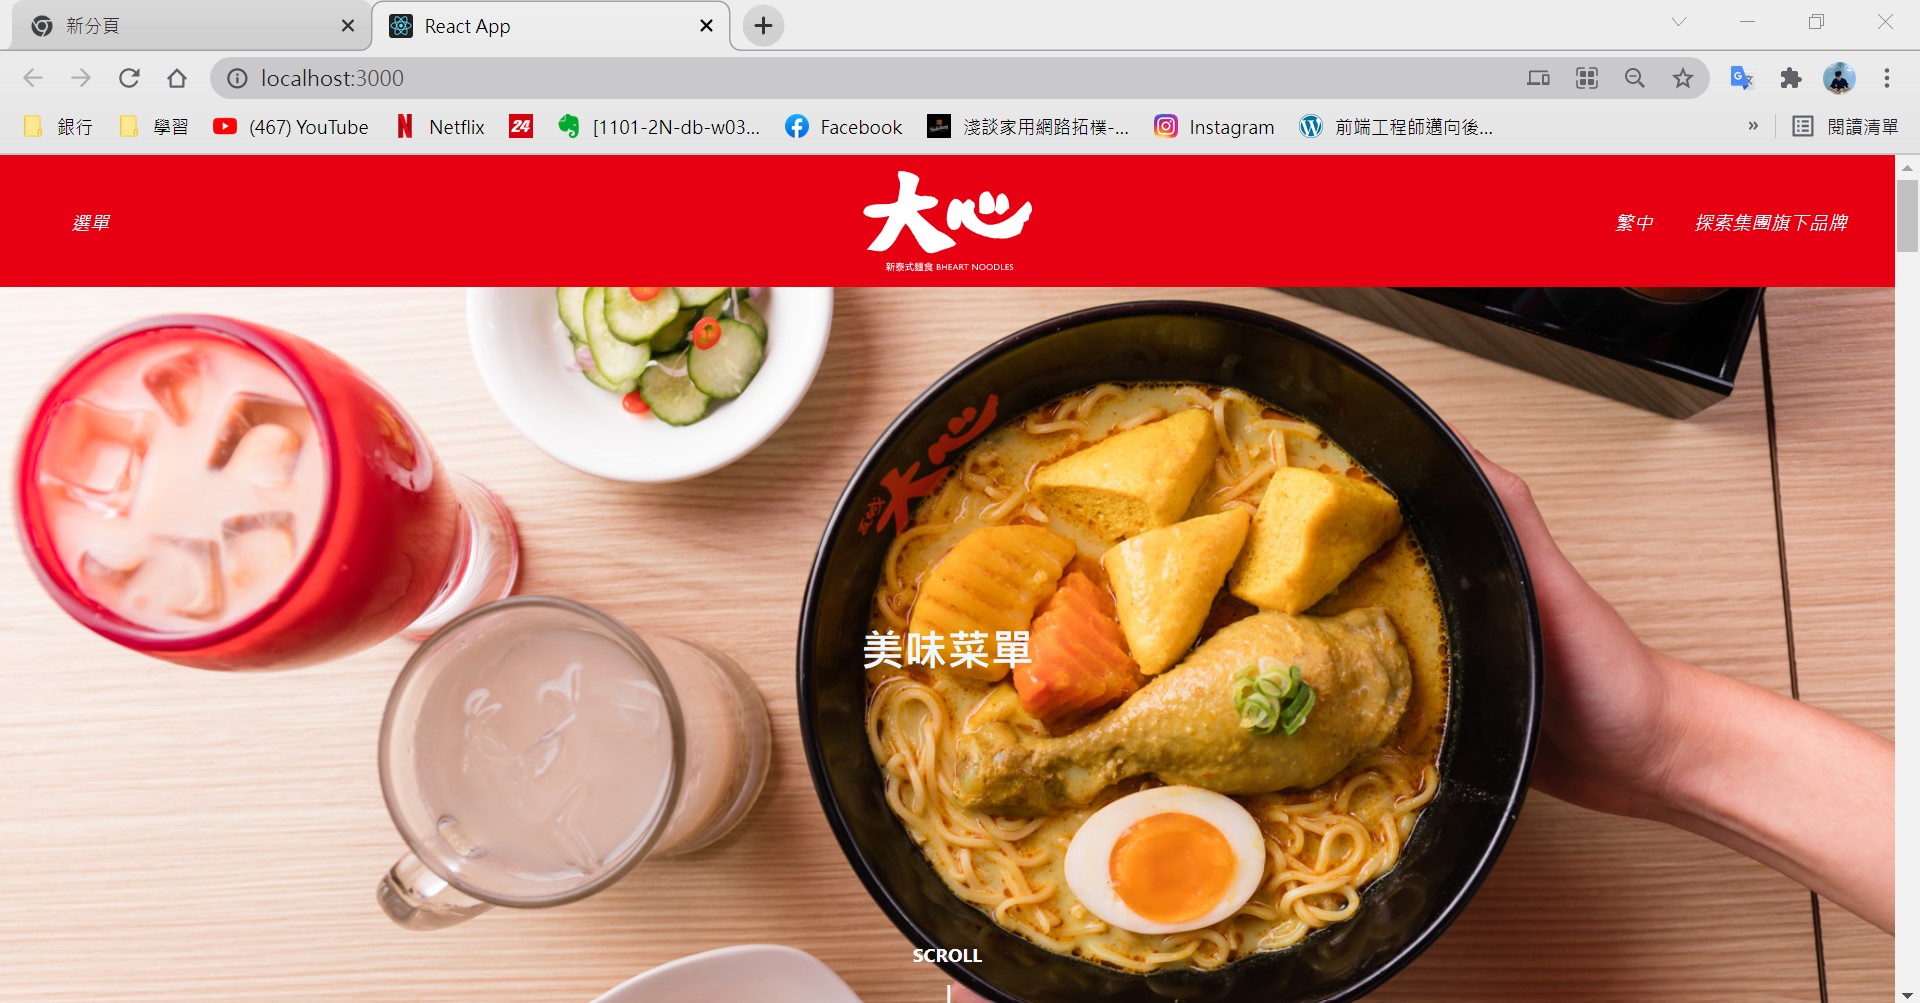 新分頁
React App
localhost:3000
銀行
學習
(467) YouTube
Netflix
24
[1101-2N-db-w03...
Facebook
淺談家用網路拓樸-...
Instagram
前端工程師邁向後...
»
閱讀清單
選單
大心
新泰式麵食 BHEART NOODLES
繁中
探索集團旗下品牌
大心
美味菜單
SCROLL